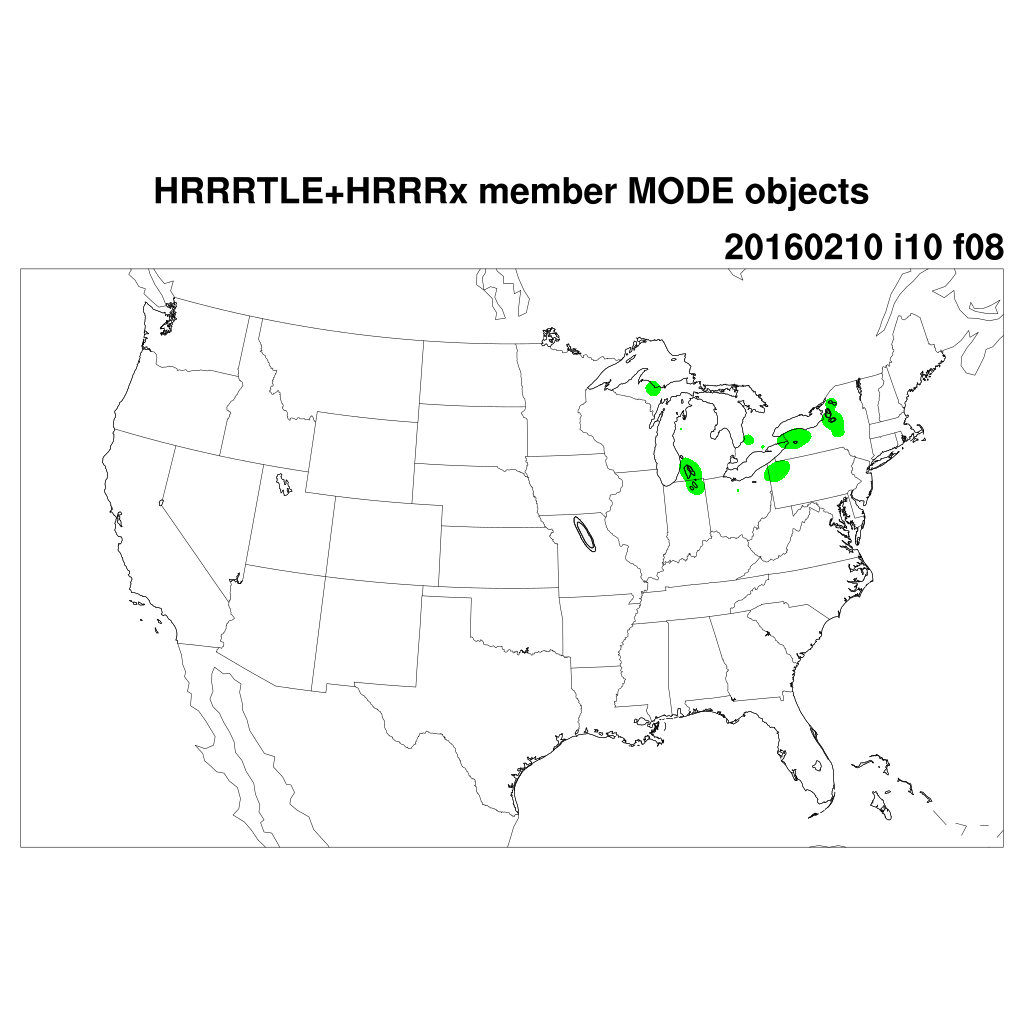 HRRRTLE+HRRRx member MODE objects
20160210 i10 f08